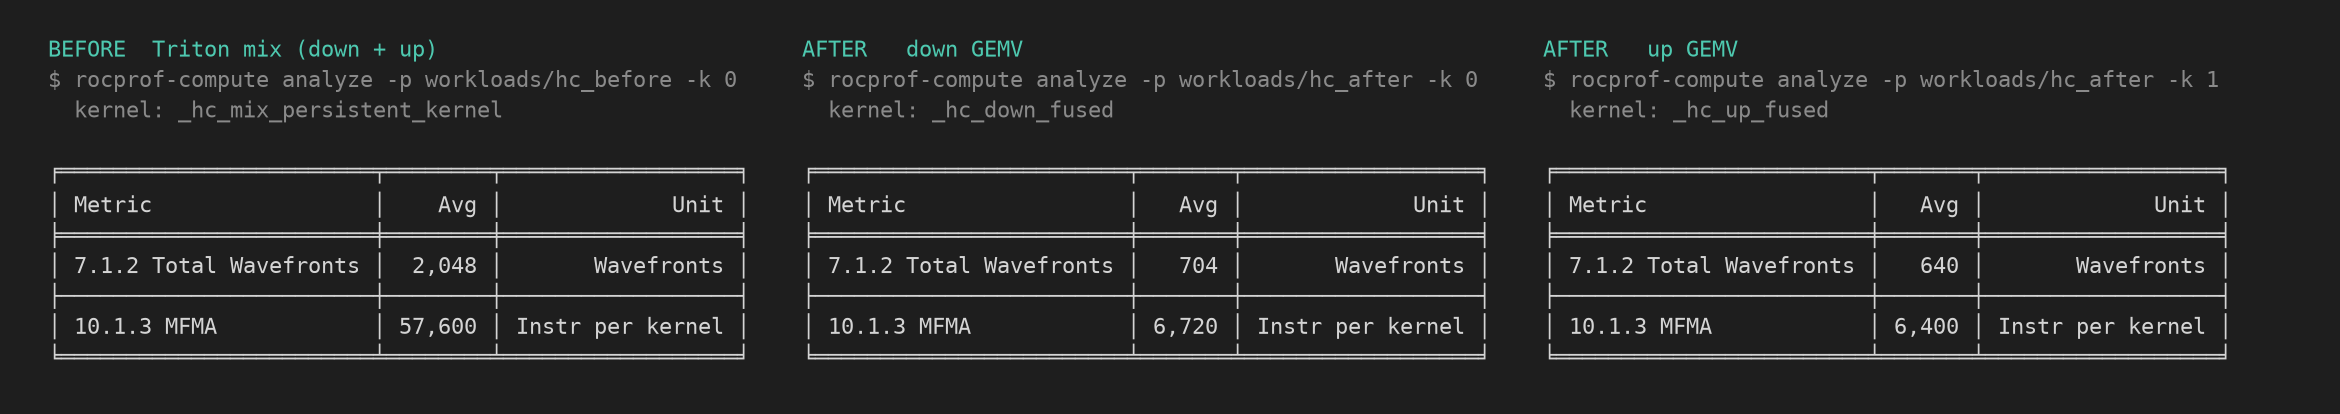 BEFORE  Triton mix (down + up)
$ rocprof-compute analyze -p workloads/hc_before -k 0
kernel: _hc_mix_persistent_kernel
Metric Avg Unit
7.1.2 Total Wavefronts 2,048 Wavefronts
10.1.3 MFMA 57,600 Instr per kernel
AFTER   down GEMV
$ rocprof-compute analyze -p workloads/hc_after -k 0
kernel: _hc_down_fused
Metric Avg Unit
7.1.2 Total Wavefronts 704 Wavefronts
10.1.3 MFMA 6,720 Instr per kernel
AFTER   up GEMV
$ rocprof-compute analyze -p workloads/hc_after -k 1
kernel: _hc_up_fused
Metric Avg Unit
7.1.2 Total Wavefronts 640 Wavefronts
10.1.3 MFMA 6,400 Instr per kernel